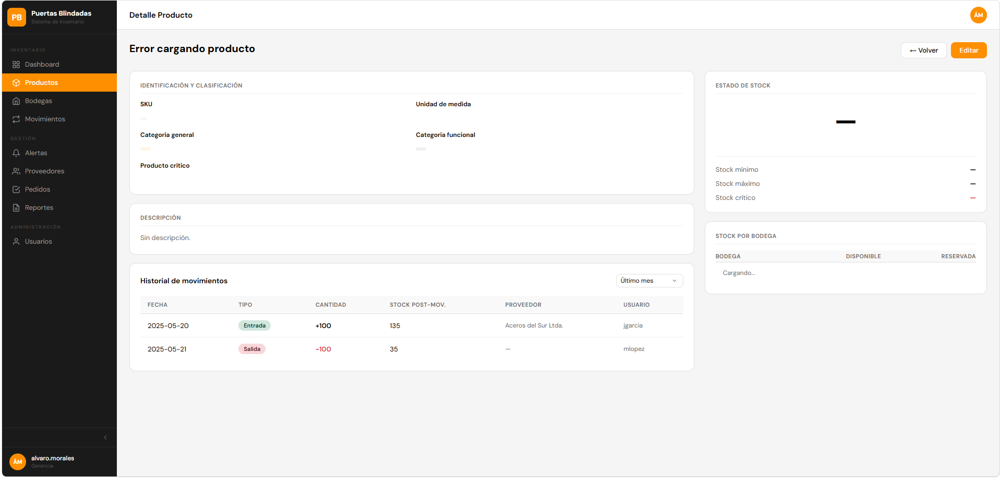 PB
Puertas Blindadas
Sistema de Inventario
INVENTARIO
Dashboard
Productos
Bodegas
Movimientos
GESTIÓN
Alertas
Proveedores
Pedidos
Reportes
ADMINISTRACIÓN
Usuarios
ÁM
alvaro.morales
Gerencia
Detalle Producto
ÁM
Error cargando producto
← Volver
Editar
IDENTIFICACIÓN Y CLASIFICACIÓN
SKU
Unidad de medida
Categoría general
Categoría funcional
Producto crítico
DESCRIPCIÓN
Sin descripción.
Historial de movimientos
Último mes
FECHA TIPO CANTIDAD STOCK POST-MOV. PROVEEDOR USUARIO
2025-05-20 Entrada +100 135 Aceros del Sur Ltda. jgarcia
2025-05-21 Salida -100 35 — mlopez
ESTADO DE STOCK
—
Stock mínimo —
Stock máximo —
Stock crítico —
STOCK POR BODEGA
BODEGA DISPONIBLE RESERVADA
Cargando...